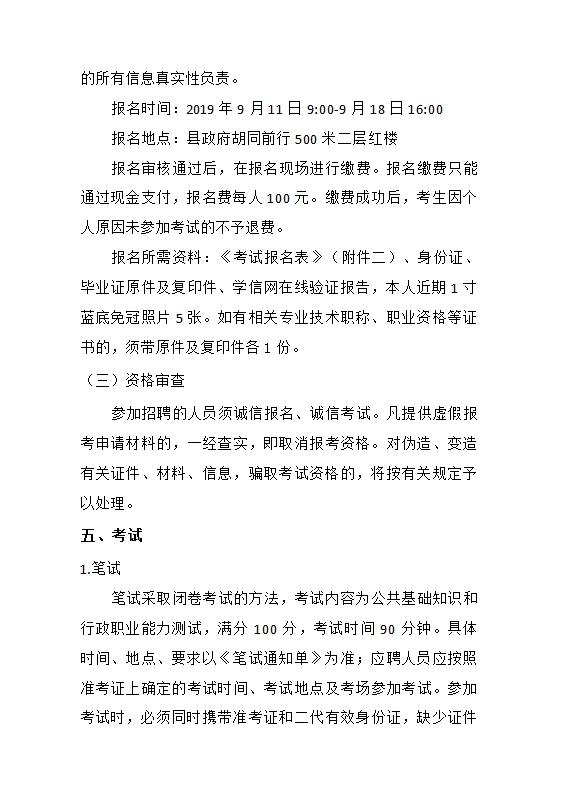 的所有信息真实性负责。
报名时间：2019 年 9 月 11 日 9:00-9 月 18 日 16:00
报名地点：县政府胡同前行 500 米二层红楼
报名审核通过后，在报名现场进行缴费。报名缴费只能
通过现金支付，报名费每人 100 元。缴费成功后，考生因个
人原因未参加考试的不予退费。
报名所需资料：《考试报名表》（附件二）、身份证、
毕业证原件及复印件、学信网在线验证报告，本人近期 1 寸
蓝底免冠照片 5 张。如有相关专业技术职称、职业资格等证
书的，须带原件及复印件各 1 份。
（三）资格审查
参加招聘的人员须诚信报名、诚信考试。凡提供虚假报
考申请材料的，一经查实，即取消报考资格。对伪造、变造
有关证件、材料、信息，骗取考试资格的，将按有关规定予
以处理。
五、考试
1.笔试
笔试采取闭卷考试的方法，考试内容为公共基础知识和
行政职业能力测试，满分 100 分，考试时间 90 分钟。具体
时间、地点、要求以《笔试通知单》为准；应聘人员应按照
准考证上确定的考试时间、考试地点及考场参加考试。参加
考试时，必须同时携带准考证和二代有效身份证，缺少证件